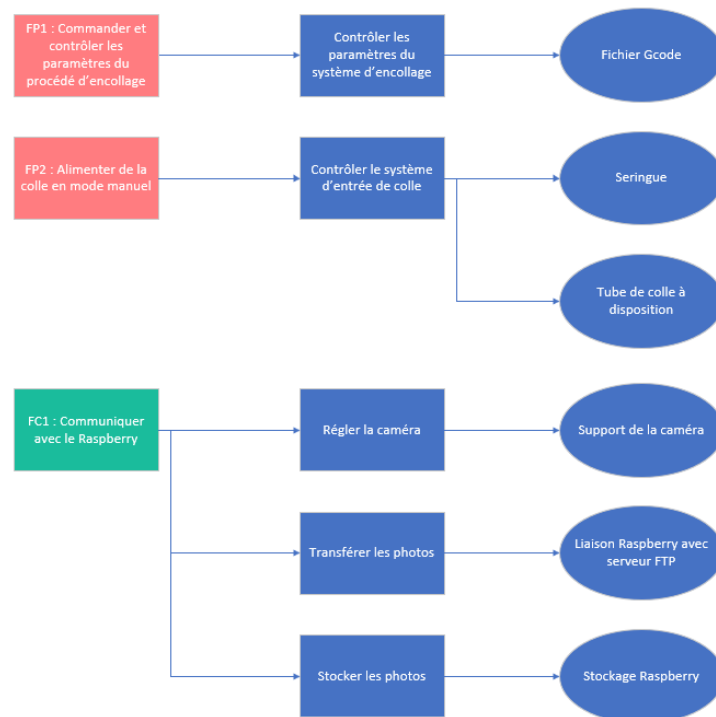 FP1 : Commander et
contrôler les
paramètres du
procédé d'encollage
Contrôler les
paramètres du
système d'encollage
Fichier Gcode
FP2 : Alimenter de la
colle en mode manuel
Contrôler le système
d'entrée de colle
Seringue
Tube de colle à
disposition
FC1 : Communiquer
avec le Raspberry
Régler la caméra
Support de la caméra
Transférer les photos
Liaison Raspberry avec
serveur FTP
Stocker les photos
Stockage Raspberry